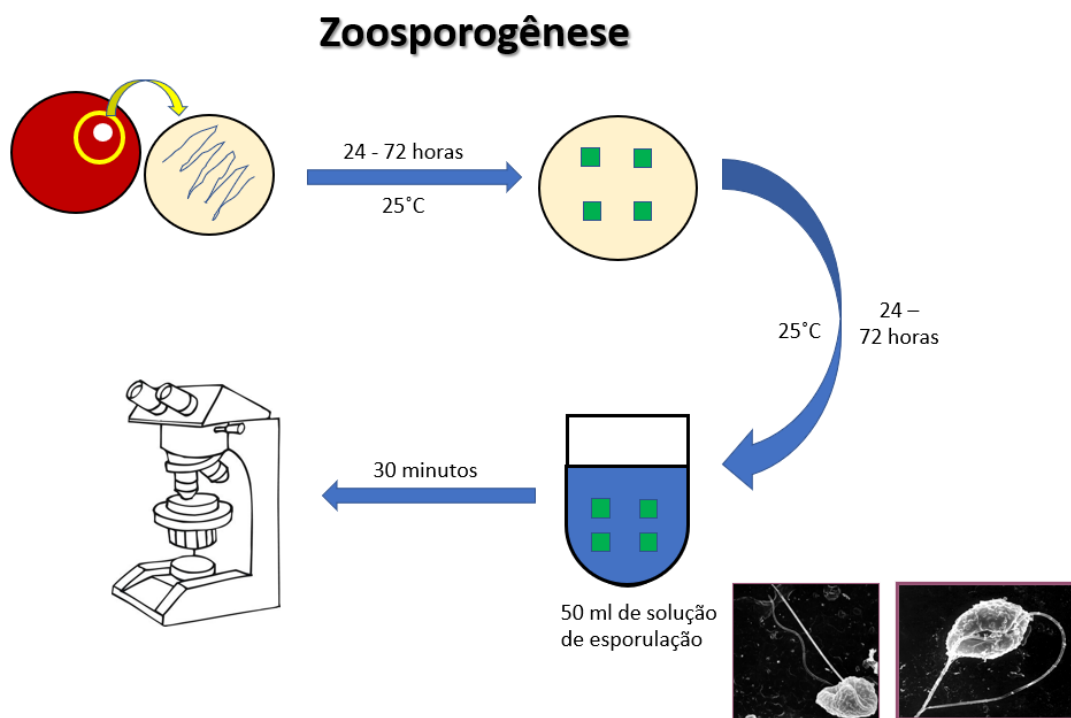 Zoosporogênese
24 - 72 horas
25˚C
25˚C
24 –
72 horas
30 minutos
50 ml de solução
de esporulação